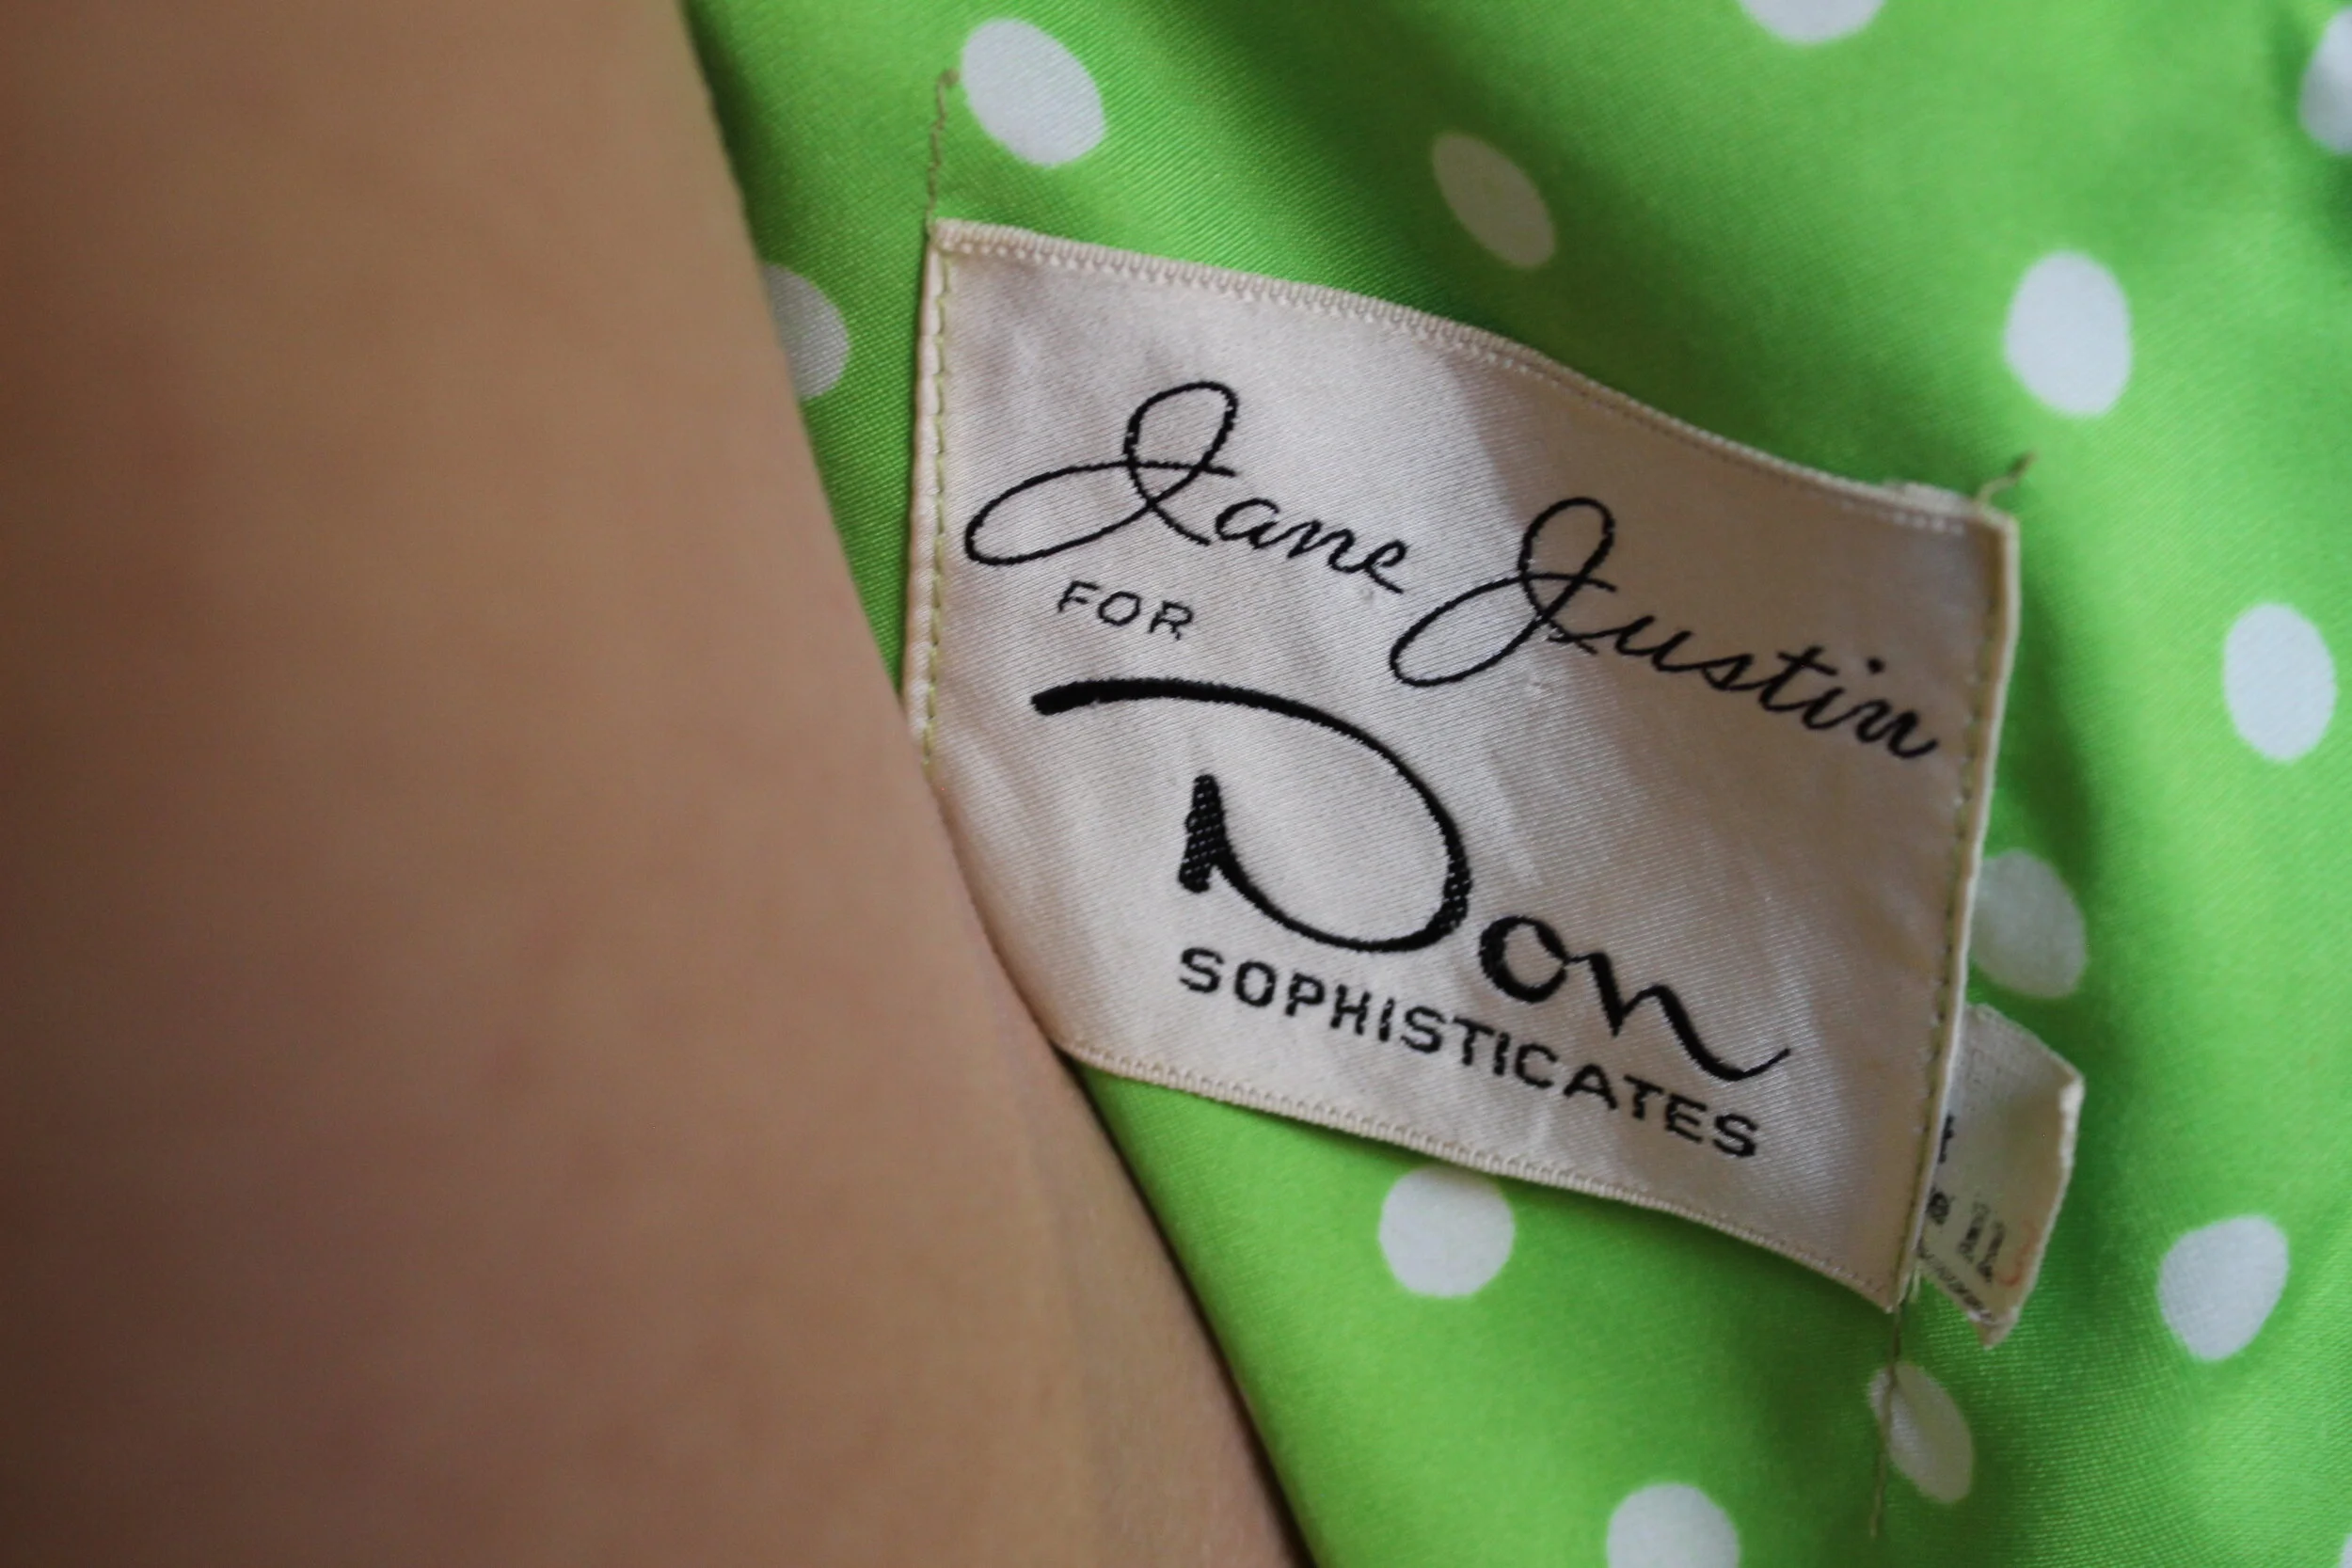 Jane Justin
FOR
Don
SOPHISTICATES